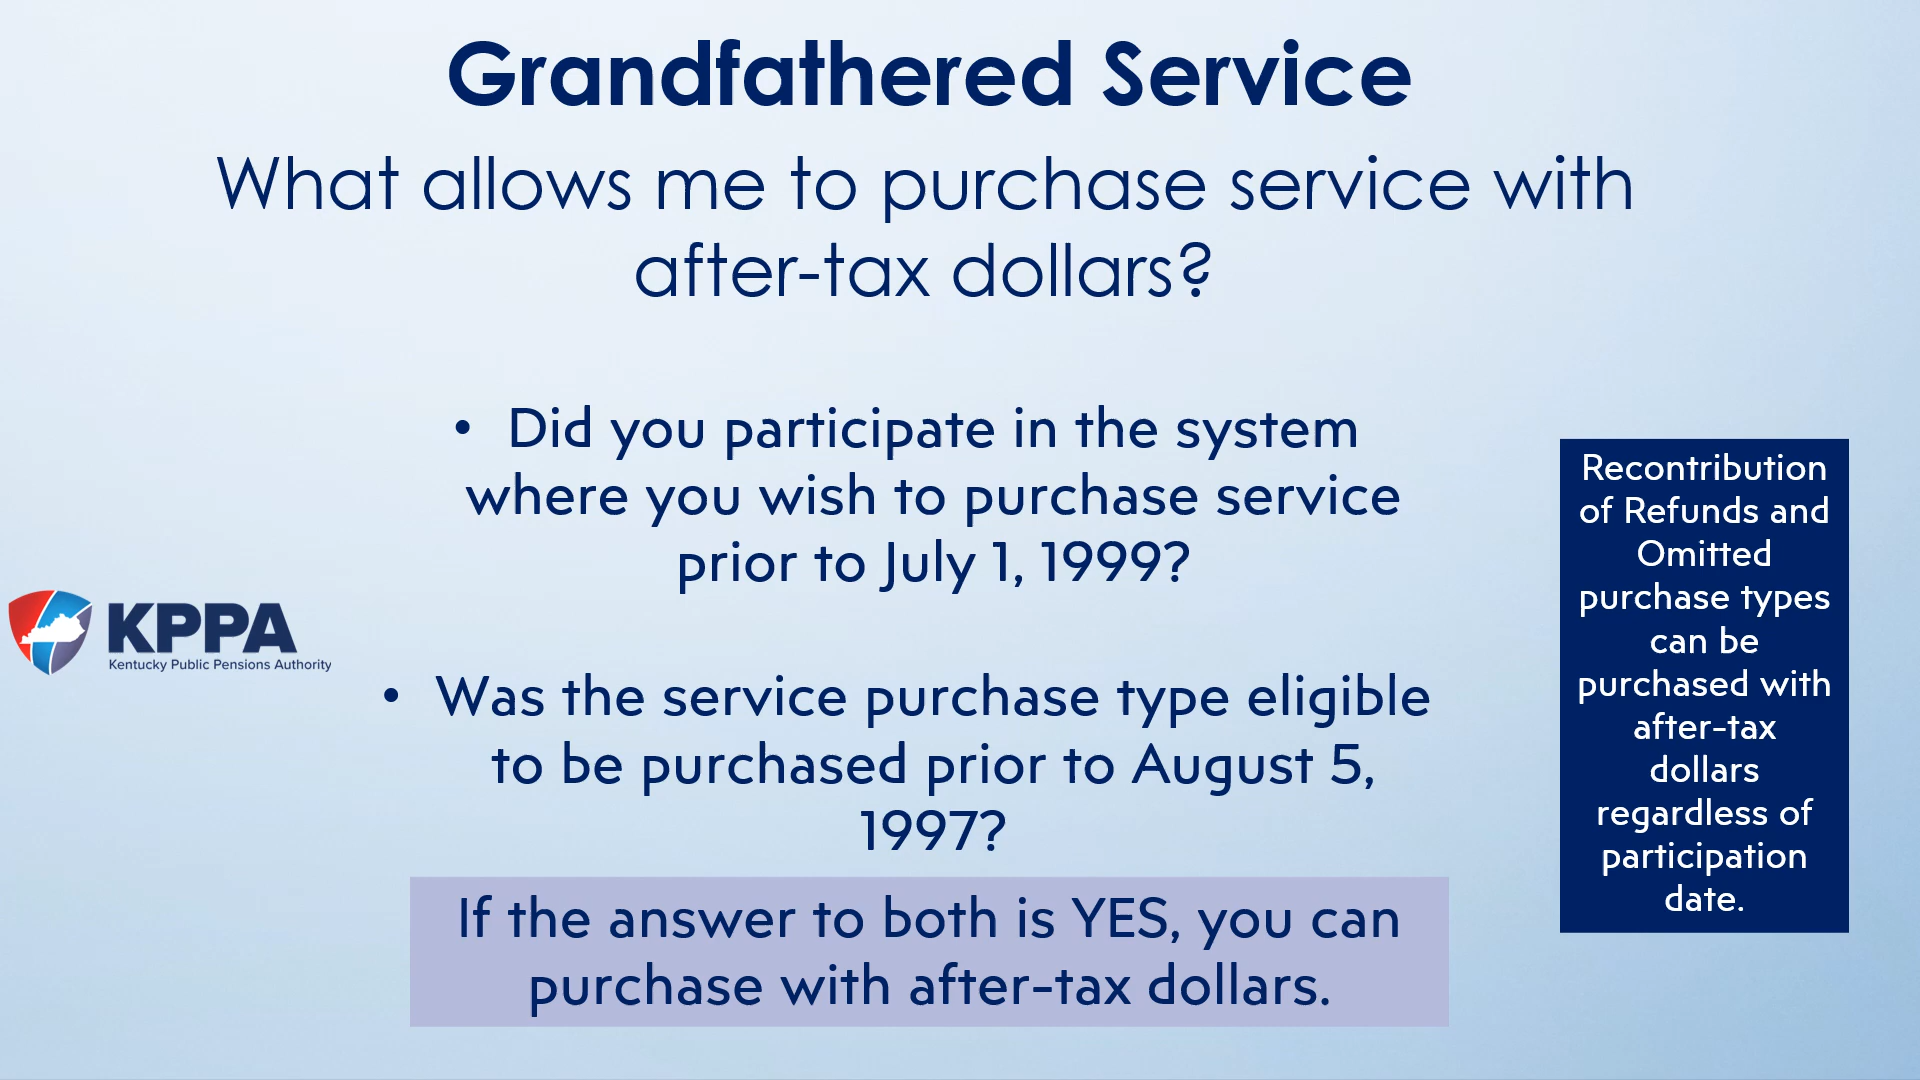 Grandfathered Service
What allows me to purchase service with
after-tax dollars?
• Did you participate in the system
where you wish to purchase service
prior to July 1, 1999?
• Was the service purchase type eligible
to be purchased prior to August 5,
1997?
If the answer to both is YES, you can
purchase with after-tax dollars.
Recontribution
of Refunds and
Omitted
purchase types
can be
purchased with
after-tax
dollars
regardless of
participation
date.
KPPA
Kentucky Public Pensions Authority